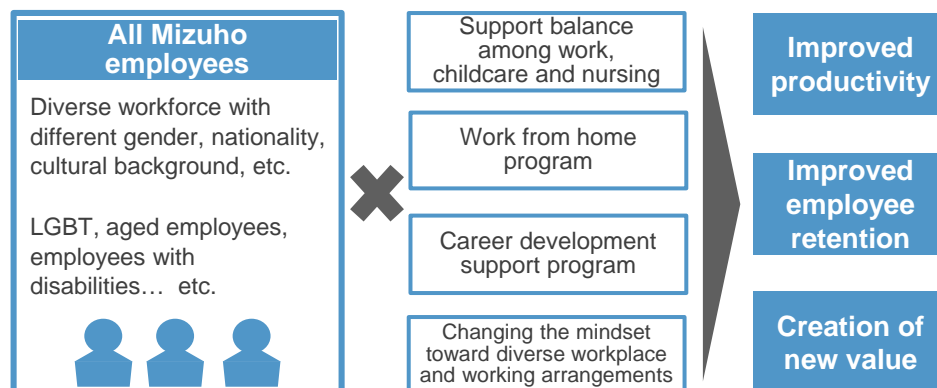 All Mizuho
employees
Diverse workforce with
different gender, nationality,
cultural background, etc.
LGBT, aged employees,
employees with
disabilities… etc.
Support balance
among work,
childcare and nursing
Work from home
program
Career development
support program
Changing the mindset
toward diverse workplace
and working arrangements
Improved
productivity
Improved
employee
retention
Creation of
new value